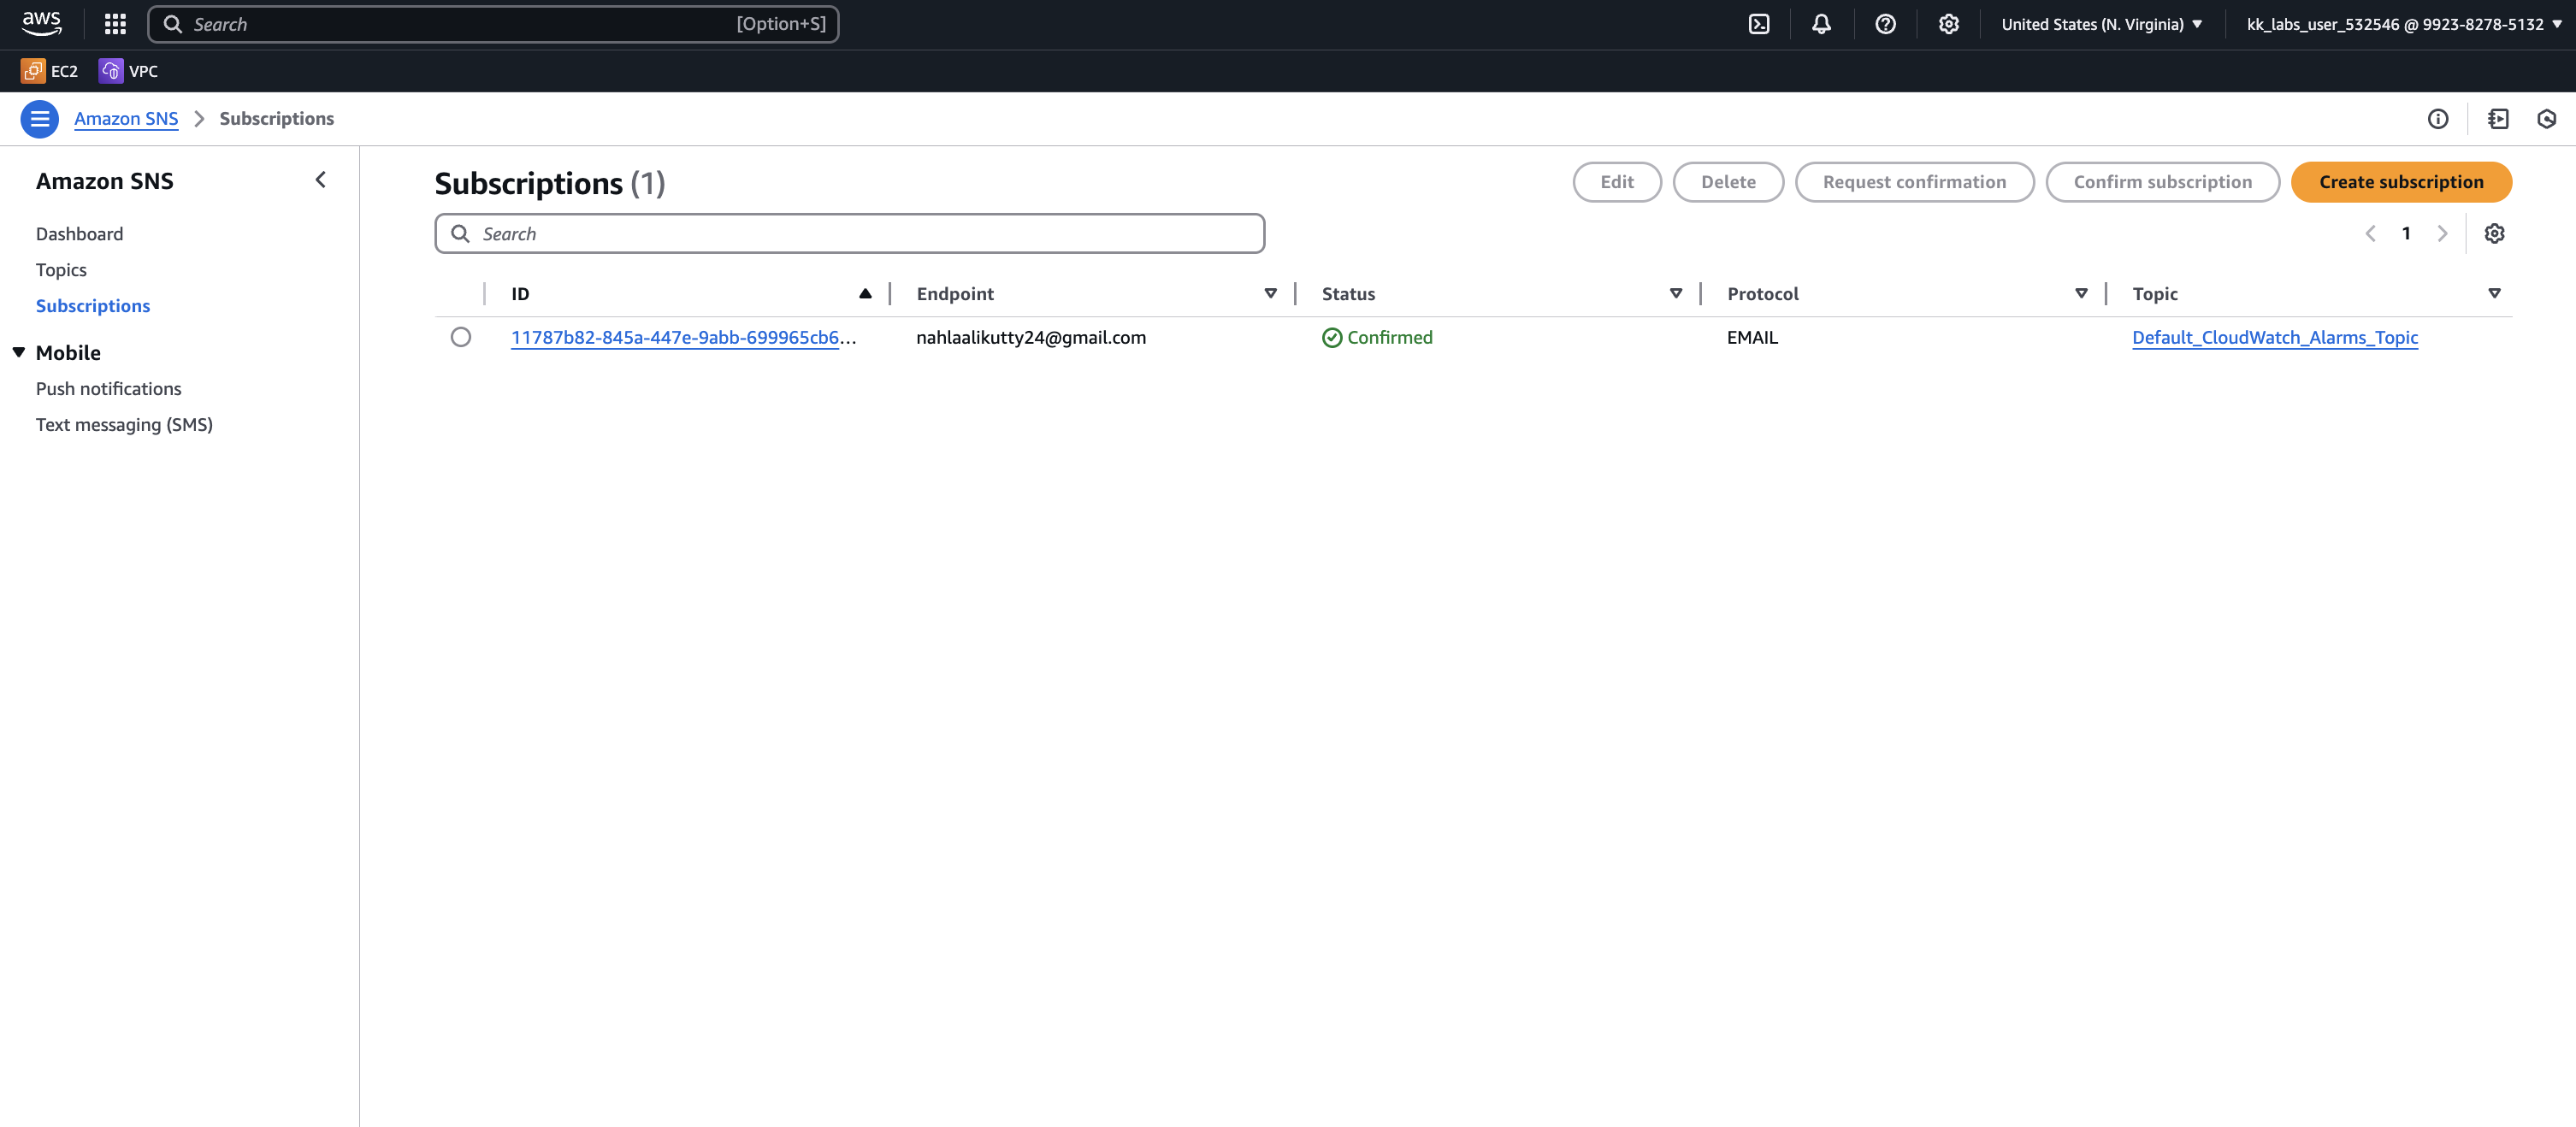 aws
Search [Option+S]
United States (N. Virginia)
kk_labs_user_532546 @ 9923-8278-5132
EC2 VPC
Amazon SNS Subscriptions
Amazon SNS
Dashboard
Topics
Subscriptions
Mobile
Push notifications
Text messaging (SMS)
Subscriptions (1)
Edit Delete Request confirmation Confirm subscription Create subscription
Search
1
ID Endpoint Status Protocol Topic
11787b82-845a-447e-9abb-699965cb6... nahlaalikutty24@gmail.com Confirmed EMAIL Default_CloudWatch_Alarms_Topic